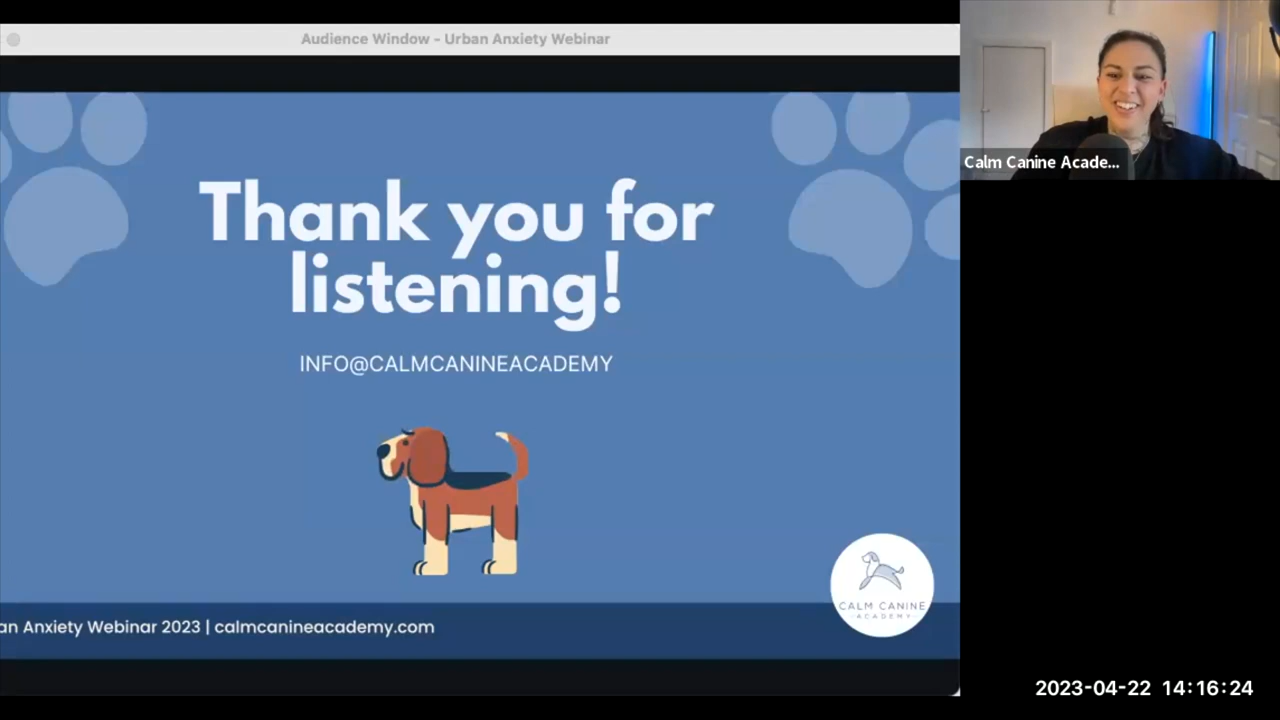 Audience Window - Urban Anxiety Webinar
Calm Canine Acade...
Thank you for
listening!
INFO@CALMCANINEACADEMY
CALM CANINE
ACADEMY
an Anxiety Webinar 2023 | calmcanineacademy.com
2023-04-22 14:16:24